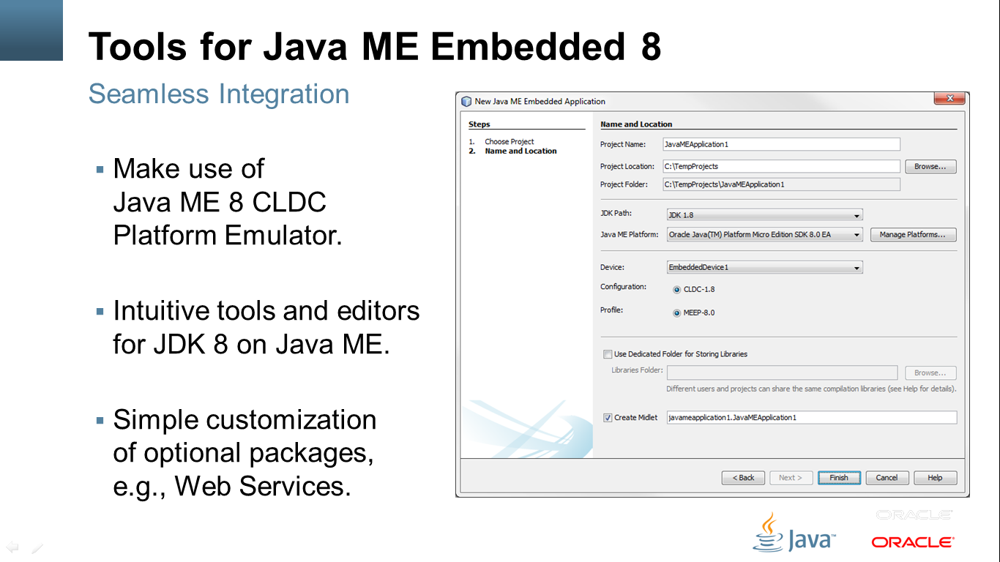 Tools for Java ME Embedded 8
Seamless Integration
Make use of
Java ME 8 CLDC
Platform Emulator.
Intuitive tools and editors
for JDK 8 on Java ME.
Simple customization
of optional packages,
e.g., Web Services.
New Java ME Embedded Application
Steps
1. Choose Project
2. Name and Location
Name and Location
Project Name: JavaMEApplication1
Project Location: C:\TempProjects Browse...
Project Folder: C:\TempProjects\JavaMEApplication1
JDK Path: JDK 1.8
Java ME Platform: Oracle Java(TM) Platform Micro Edition SDK 8.0 EA Manage Platforms...
Device: EmbeddedDevice1
Configuration: CLDC-1.8
Profile: MEEP-8.0
Use Dedicated Folder for Storing Libraries
Libraries Folder: Browse...
Different users and projects can share the same compilation libraries (see Help for details).
Create Midlet javameapplication1.JavaMEApplication1
< Back Next > Finish Cancel Help
ORACLE
Java™ ORACLE®